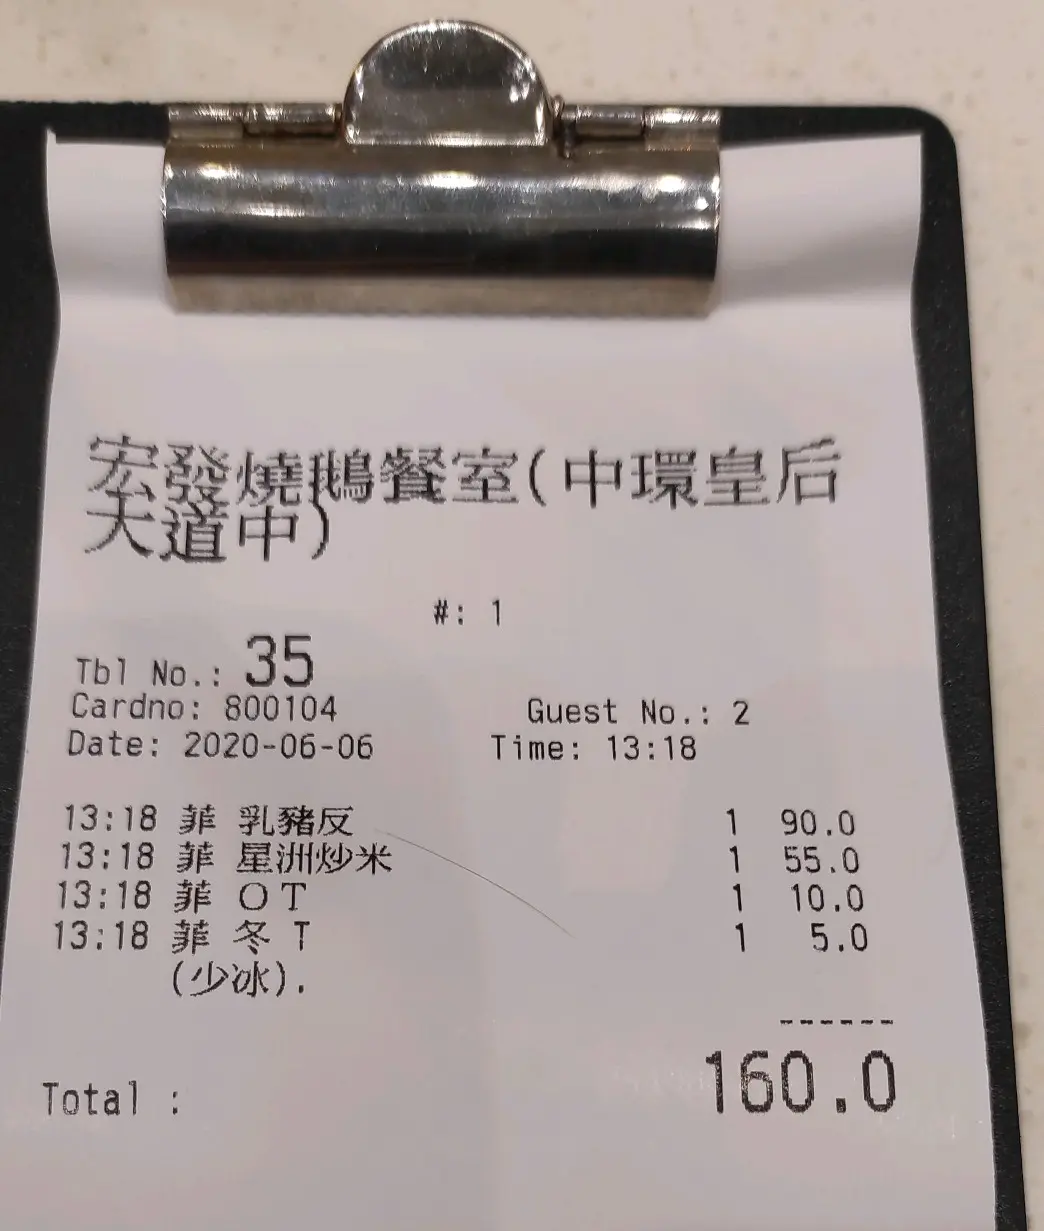 宏發燒鵝餐室(中環皇后
大道中)
#: 1
Tbl No.: 35
Cardno: 800104 Guest No.: 2
Date: 2020-06-06 Time: 13:18
13:18 菲 乳豬反 1 90.0
13:18 菲 星洲炒米 1 55.0
13:18 菲 ＯＴ 1 10.0
13:18 菲 冬 T 1 5.0
(少冰).
------
Total : 160.0